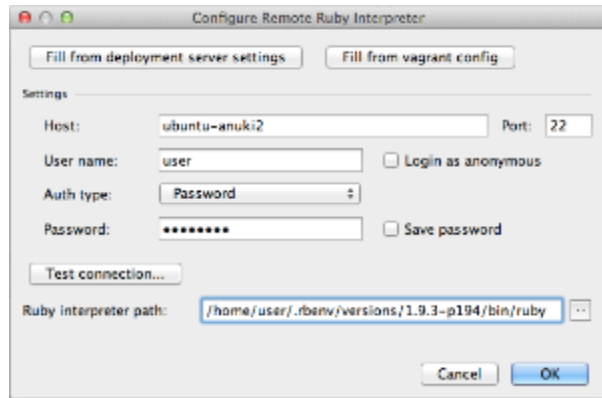 Configure Remote Ruby Interpreter
Fill from deployment server settings Fill from vagrant config
Settings
Host: ubuntu-anuki2 Port: 22
User name: user Login as anonymous
Auth type: Password
Password: •••••••• Save password
Test connection...
Ruby interpreter path: /home/user/.rbenv/versions/1.9.3-p194/bin/ruby ...
Cancel OK